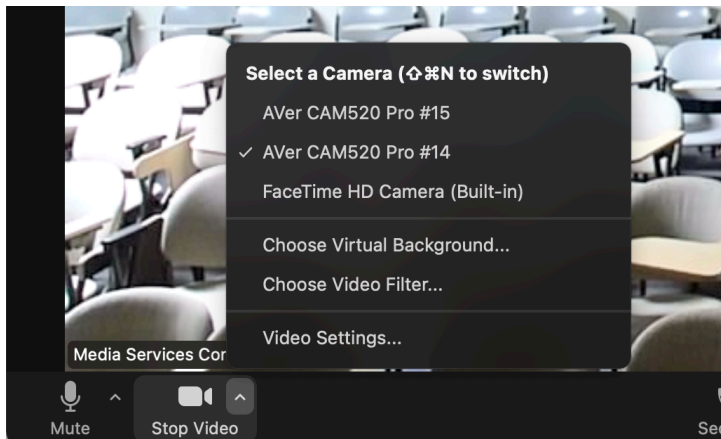 Select a Camera (⇧⌘N to switch)
AVer CAM520 Pro #15
✓ AVer CAM520 Pro #14
FaceTime HD Camera (Built-in)
Choose Virtual Background...
Choose Video Filter...
Video Settings...
Media Services Cor
Mute
Stop Video